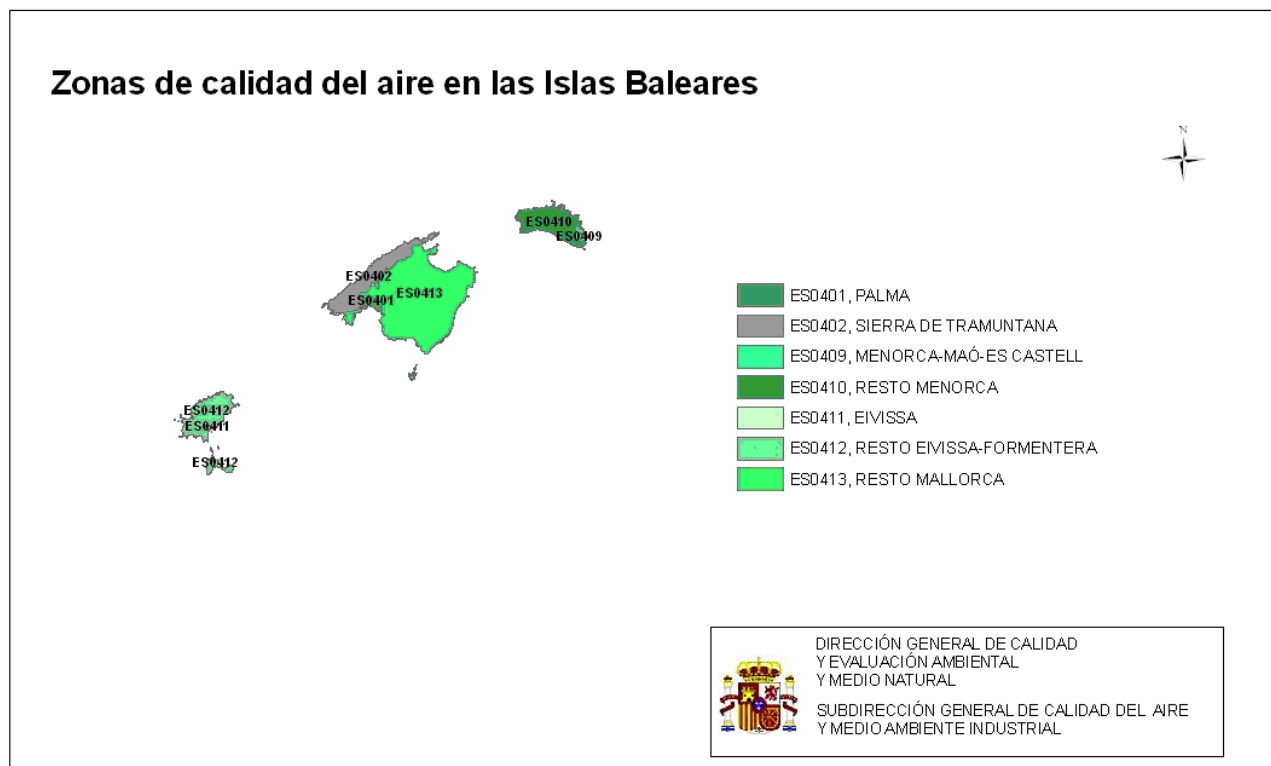 Zonas de calidad del aire en las Islas Baleares
N
ES0410
ES0409
ES0402
ES0401
ES0413
ES0412
ES0411
ES0412
ES0401, PALMA
ES0402, SIERRA DE TRAMUNTANA
ES0409, MENORCA-MAÓ-ES CASTELL
ES0410, RESTO MENORCA
ES0411, EIVISSA
ES0412, RESTO EIVISSA-FORMENTERA
ES0413, RESTO MALLORCA
DIRECCIÓN GENERAL DE CALIDAD
Y EVALUACIÓN AMBIENTAL
Y MEDIO NATURAL
SUBDIRECCIÓN GENERAL DE CALIDAD DEL AIRE
Y MEDIO AMBIENTE INDUSTRIAL